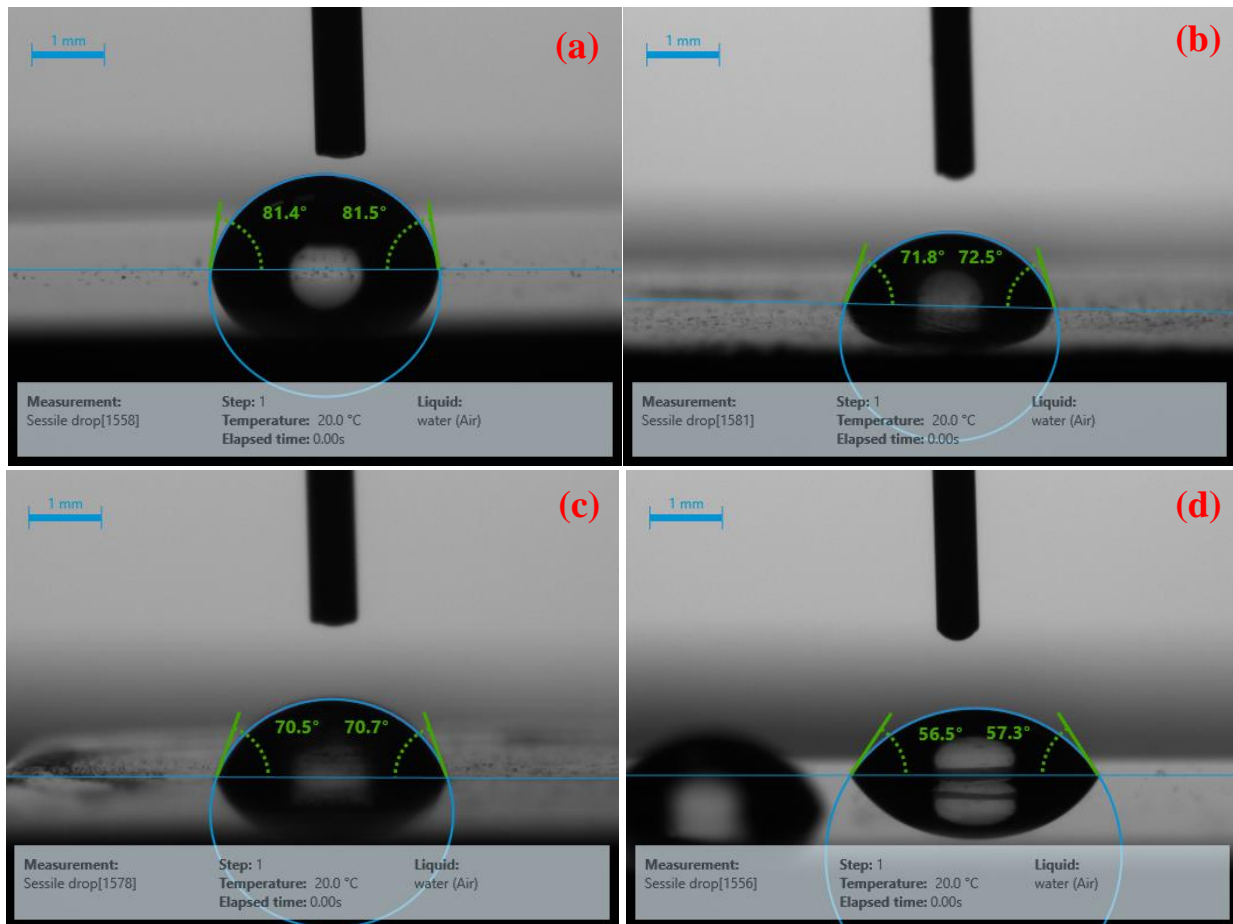 1 mm
(a)
81.4° 81.5°
Measurement: Step: 1 Liquid:
Sessile drop[1558] Temperature: 20.0 °C water (Air)
Elapsed time: 0.00s
1 mm
(b)
71.8° 72.5°
Measurement: Step: 1 Liquid:
Sessile drop[1581] Temperature: 20.0 °C water (Air)
Elapsed time: 0.00s
1 mm
(c)
70.5° 70.7°
Measurement: Step: 1 Liquid:
Sessile drop[1578] Temperature: 20.0 °C water (Air)
Elapsed time: 0.00s
1 mm
(d)
56.5° 57.3°
Measurement: Step: 1 Liquid:
Sessile drop[1556] Temperature: 20.0 °C water (Air)
Elapsed time: 0.00s